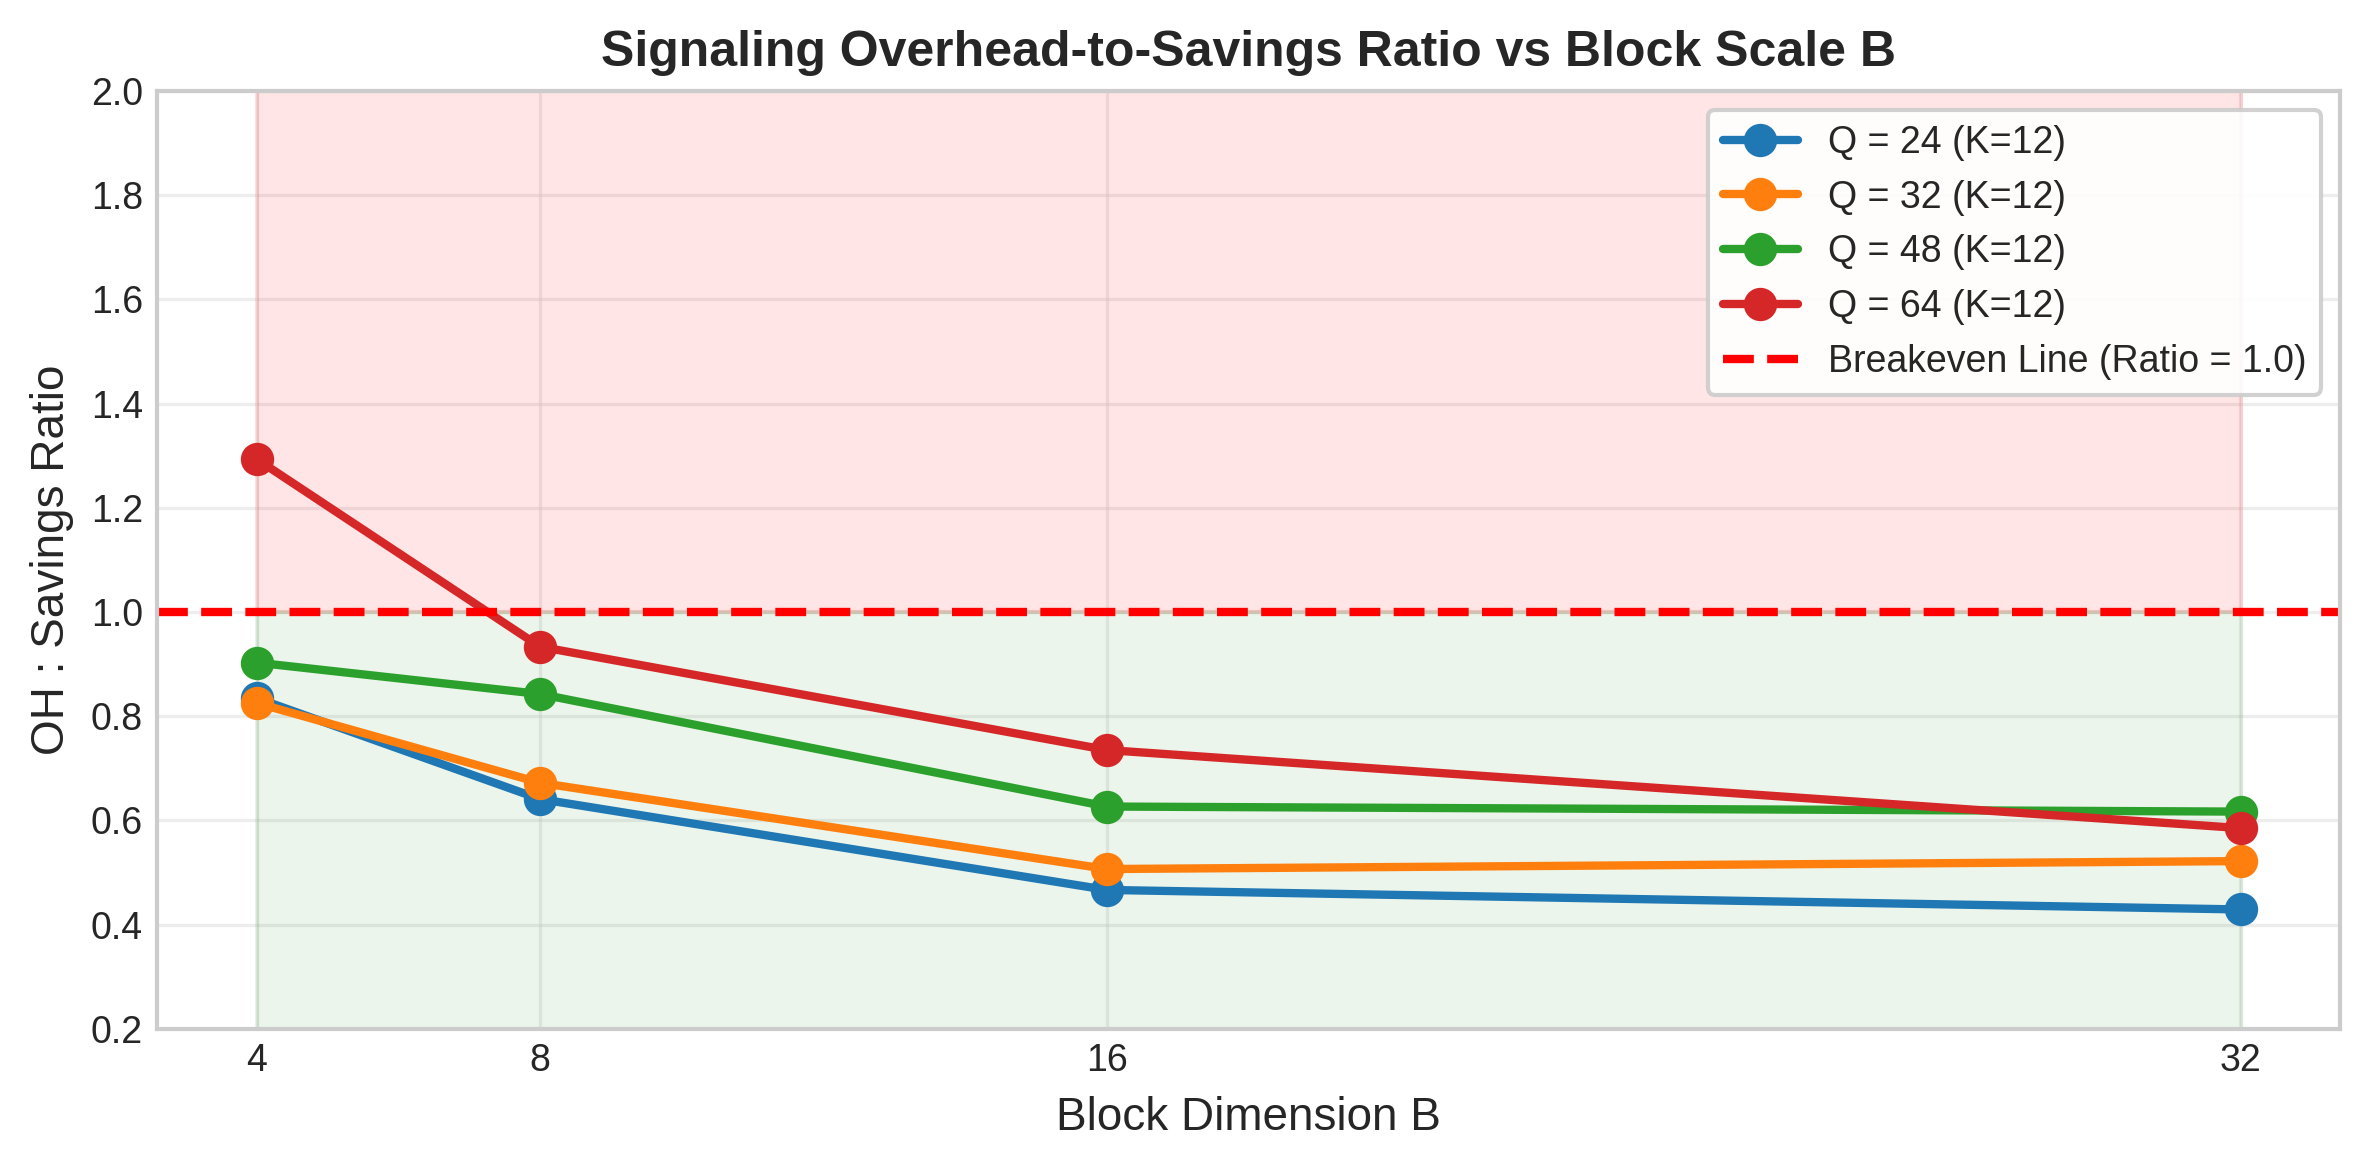 Signaling Overhead-to-Savings Ratio vs Block Scale B
OH : Savings Ratio
2.0
1.8
1.6
1.4
1.2
1.0
0.8
0.6
0.4
0.2
Q = 24 (K=12)
Q = 32 (K=12)
Q = 48 (K=12)
Q = 64 (K=12)
Breakeven Line (Ratio = 1.0)
4 8 16 32
Block Dimension B